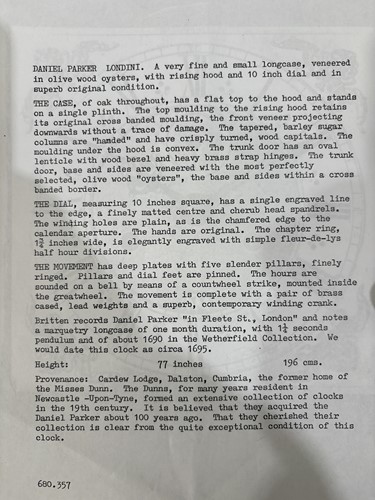 DANIEL PARKER LONDINI. A very fine and small longcase, veneered
in olive wood oysters, with rising hood and 10 inch dial and in
superb original condition.
THE CASE, of oak throughout, has a flat top to the hood and stands
on a single plinth. The top moulding to the rising hood retains
its original cross banded moulding, the front veneer projecting
downwards without a trace of damage. The tapered, barley sugar
columns are "handed" and have crisply turned, wood capitals. The
moulding under the hood is convex. The trunk door has an oval
lenticle with wood bezel and heavy brass strap hinges. The trunk
door, base and sides are veneered with the most perfectly
selected, olive wood "oysters", the base and sides within a cross
banded border.
THE DIAL, measuring 10 inches square, has a single engraved line
to the edge, a finely matted centre and cherub head spandrels.
The winding holes are plain, as is the chamfered edge to the
calendar aperture. The hands are original. The chapter ring,
1¾ inches wide, is elegantly engraved with simple fleur-de-lys
half hour divisions.
THE MOVEMENT has deep plates with five slender pillars, finely
ringed. Pillars and dial feet are pinned. The hours are
sounded on a bell by means of a countwheel strike, mounted inside
the greatwheel. The movement is complete with a pair of brass
cased, lead weights and a superb, contemporary winding crank.
Britten records Daniel Parker "in Fleete St., London" and notes
a marquetry longcase of one month duration, with 1¼ seconds
pendulum and of about 1690 in the Wetherfield Collection. We
would date this clock as circa 1695.
Height: 77 inches 196 cms.
Provenance: Cardew Lodge, Dalston, Cumbria, the former home of
the Misses Dunn. The Dunns, for many years resident in
Newcastle -Upon-Tyne, formed an extensive collection of clocks
in the 19th century. It is believed that they acquired the
Daniel Parker about 100 years ago. That they cherished their
collection is clear from the quite exceptional condition of this
clock.
680.357